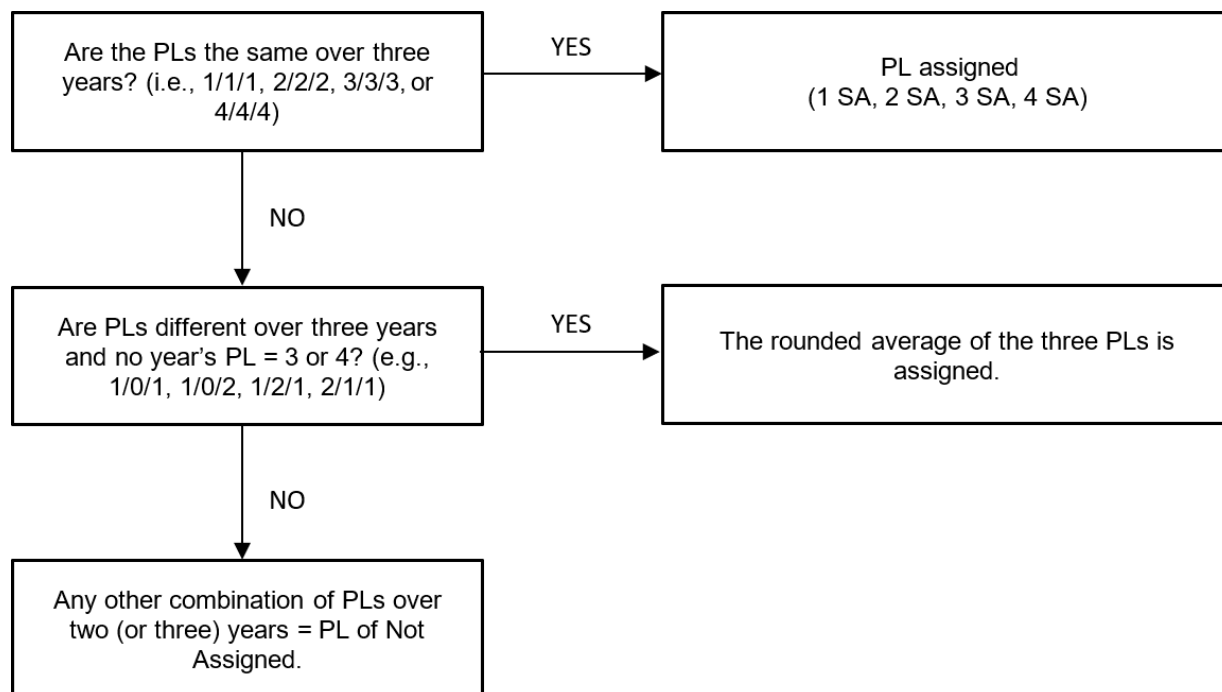 Are the PLs the same over three
years? (i.e., 1/1/1, 2/2/2, 3/3/3, or
4/4/4)
YES
PL assigned
(1 SA, 2 SA, 3 SA, 4 SA)
NO
Are PLs different over three years
and no year’s PL = 3 or 4? (e.g.,
1/0/1, 1/0/2, 1/2/1, 2/1/1)
YES
The rounded average of the three PLs is
assigned.
NO
Any other combination of PLs over
two (or three) years = PL of Not
Assigned.